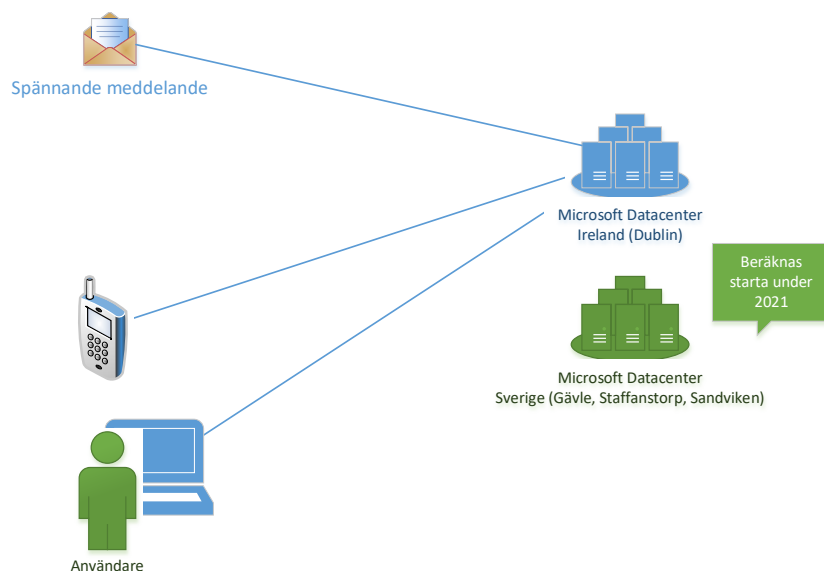 Spännande meddelande
Microsoft Datacenter
Ireland (Dublin)
Beräknas
starta under
2021
Microsoft Datacenter
Sverige (Gävle, Staffanstorp, Sandviken)
Användare